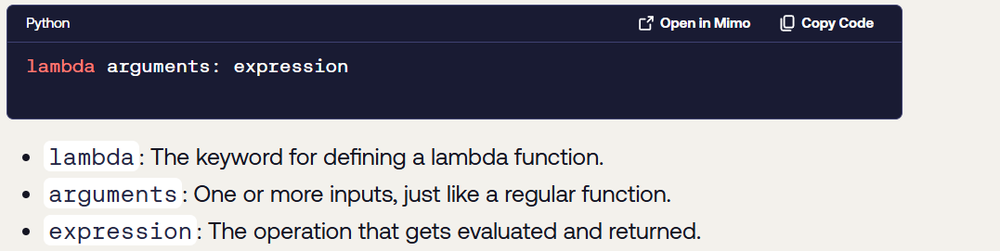 Python Open in Mimo Copy Code
lambda arguments: expression
• lambda: The keyword for defining a lambda function.
• arguments: One or more inputs, just like a regular function.
• expression: The operation that gets evaluated and returned.